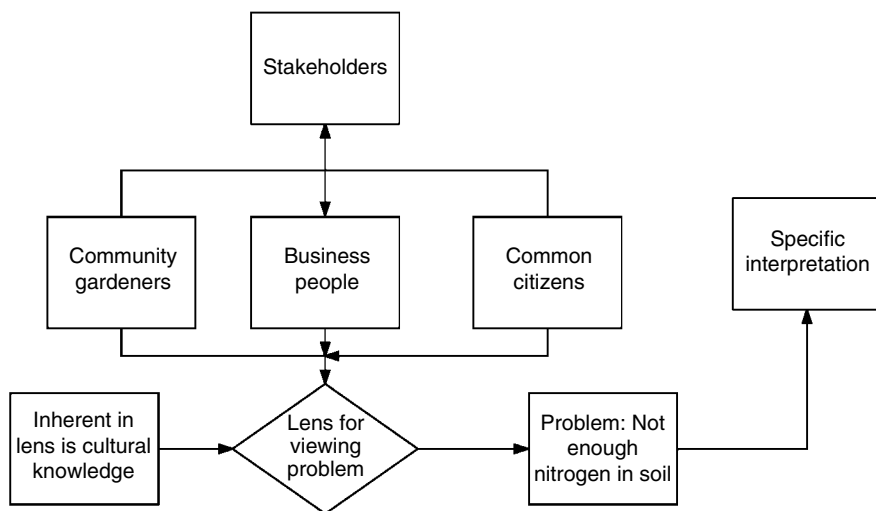 Stakeholders
Community
gardeners
Business
people
Common
citizens
Specific
interpretation
Inherent in
lens is cultural
knowledge
Lens for
viewing
problem
Problem: Not
enough
nitrogen in soil